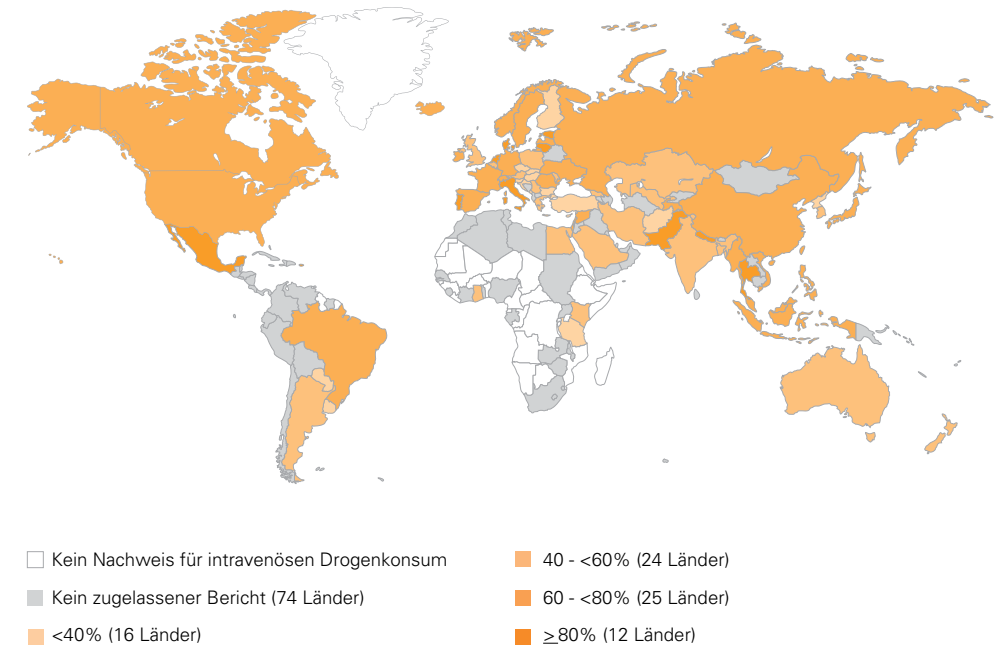 Kein Nachweis für intravenösen Drogenkonsum
Kein zugelassener Bericht (74 Länder)
<40% (16 Länder)
40 - <60% (24 Länder)
60 - <80% (25 Länder)
≥80% (12 Länder)